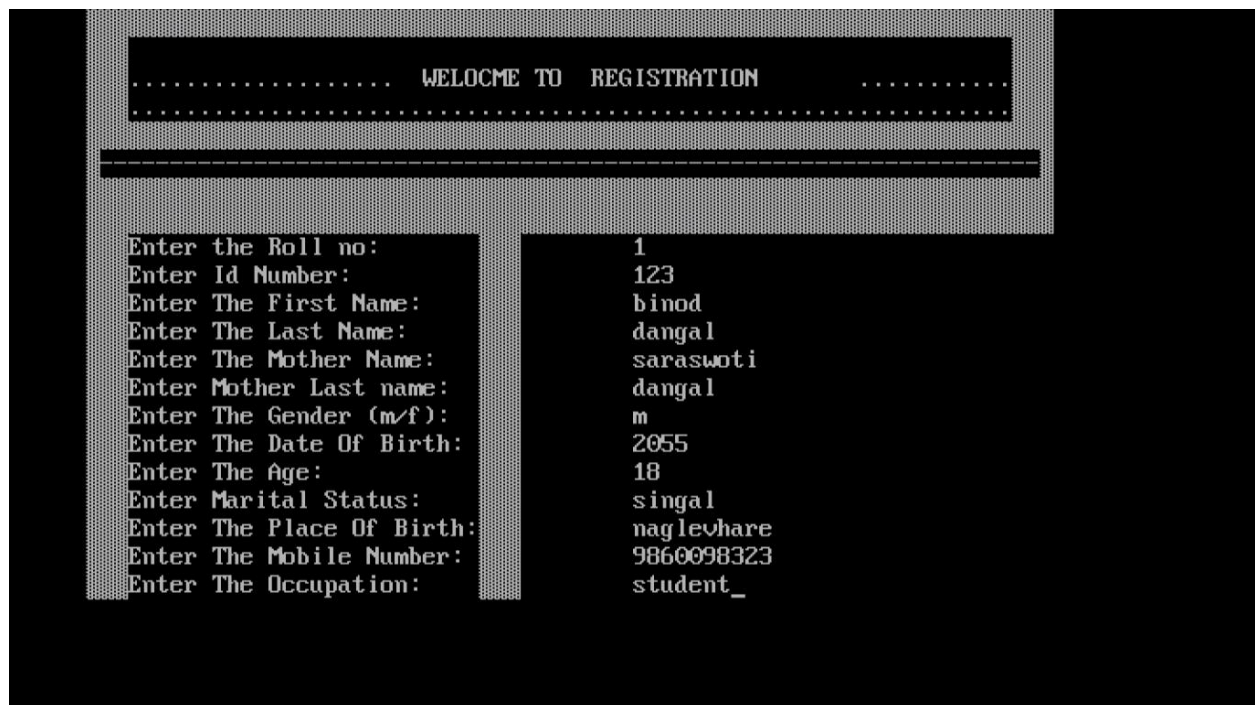 ................... WELOCME TO REGISTRATION ...........
...............................................................
-------------------------------------------------------------------
Enter the Roll no: 1
Enter Id Number: 123
Enter The First Name: binod
Enter The Last Name: dangal
Enter The Mother Name: saraswoti
Enter Mother Last name: dangal
Enter The Gender (m/f): m
Enter The Date Of Birth: 2055
Enter The Age: 18
Enter Marital Status: singal
Enter The Place Of Birth: naglevhare
Enter The Mobile Number: 9860098323
Enter The Occupation: student_